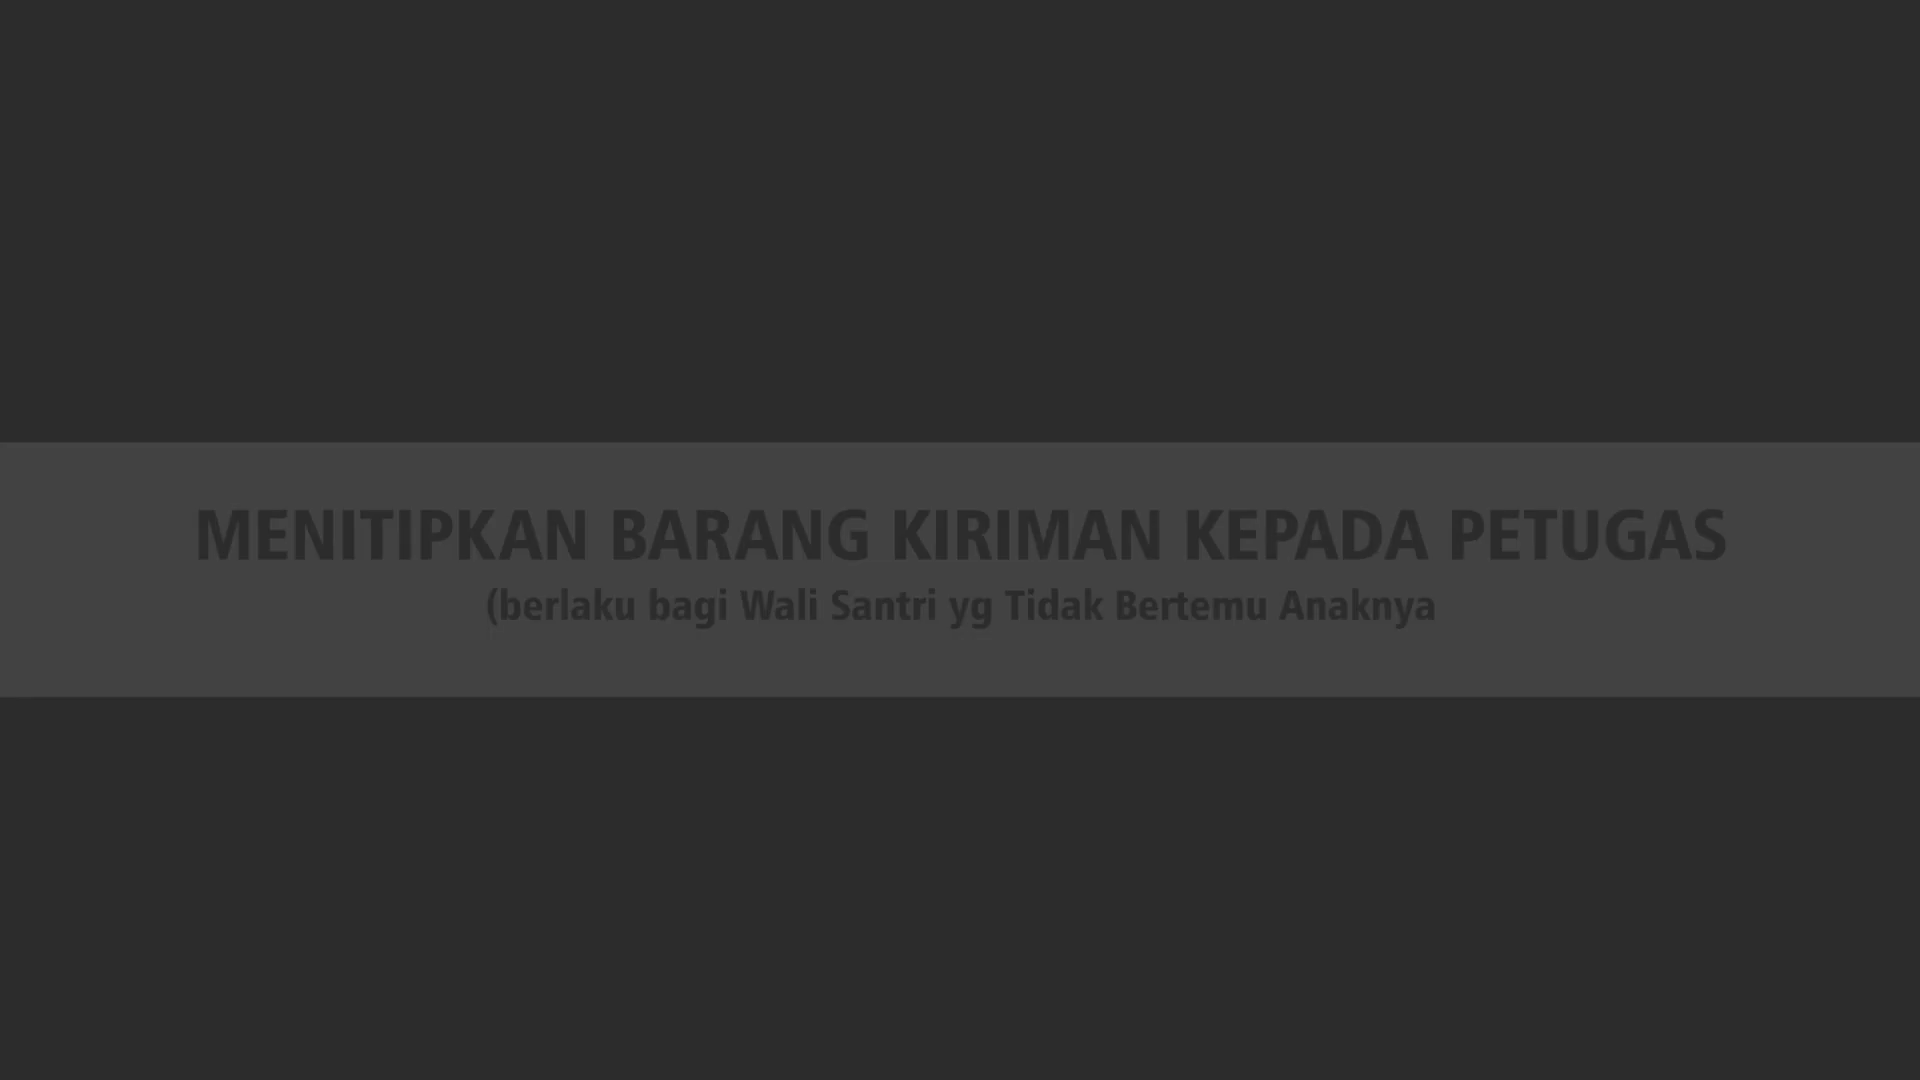 MENITIPKAN BARANG KIRIMAN KEPADA PETUGAS
(berlaku bagi Wali Santri yg Tidak Bertemu Anaknya